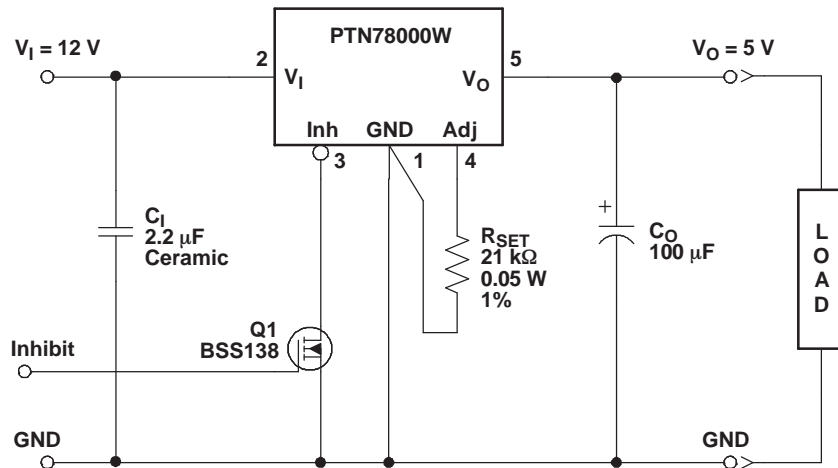 PTN78000W
V_I = 12 V
2
V_I
V_O
5
V_O = 5 V
Inh
GND
Adj
3
1
4
C_I
2.2 μF
Ceramic
R_SET
21 kΩ
0.05 W
1%
+
C_O
100 μF
LOAD
Q1
BSS138
Inhibit
GND
GND